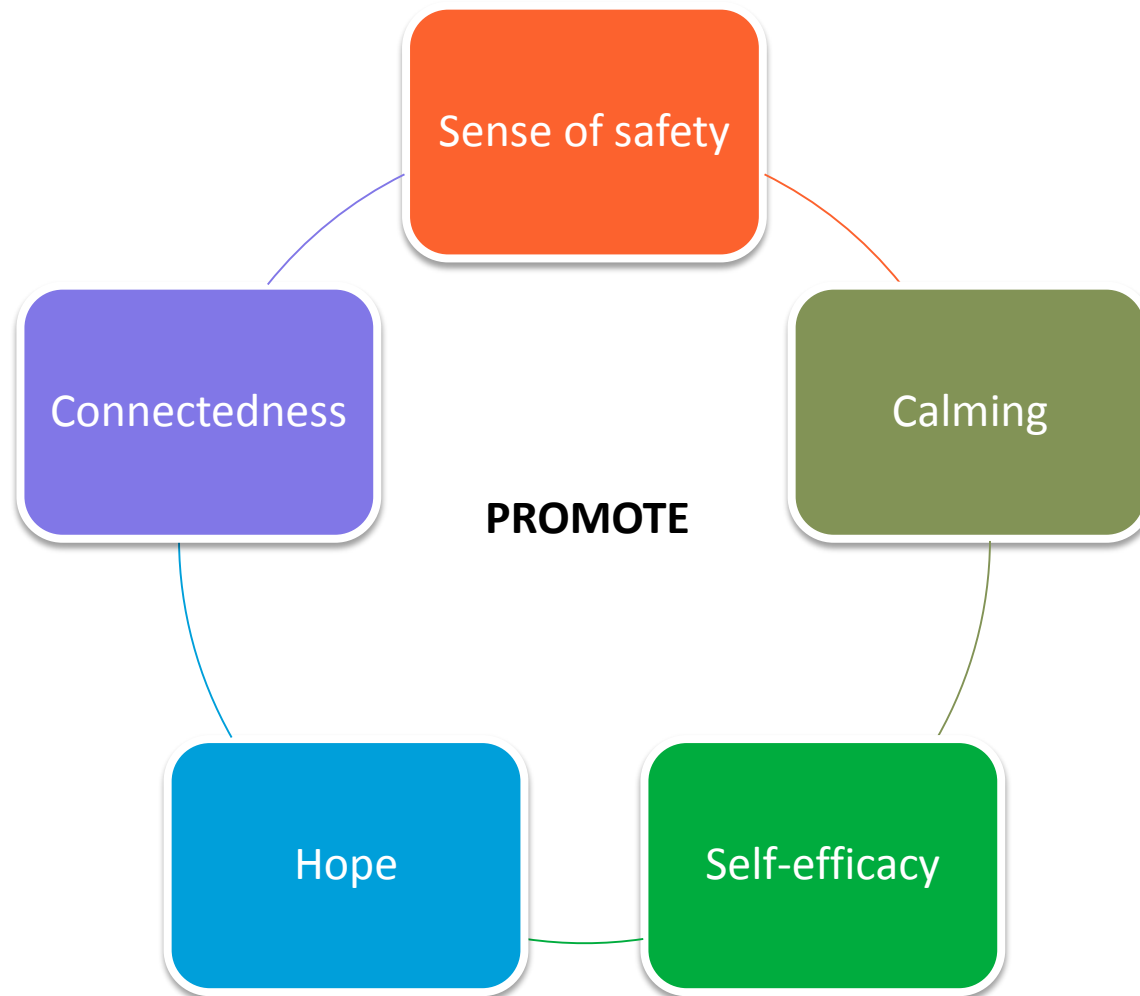 Sense of safety
Connectedness
Calming
PROMOTE
Hope
Self-efficacy